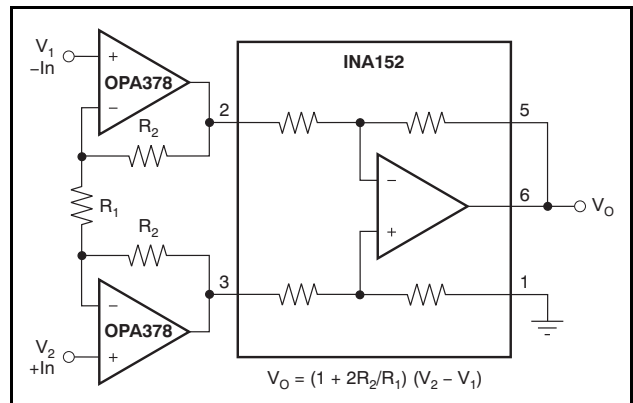 V1
−In
+
OPA378
−
R2
R1
R2
−
OPA378
+
V2
+In
INA152
2
5
−
6
VO
+
3
1
VO = (1 + 2R2/R1) (V2 − V1)